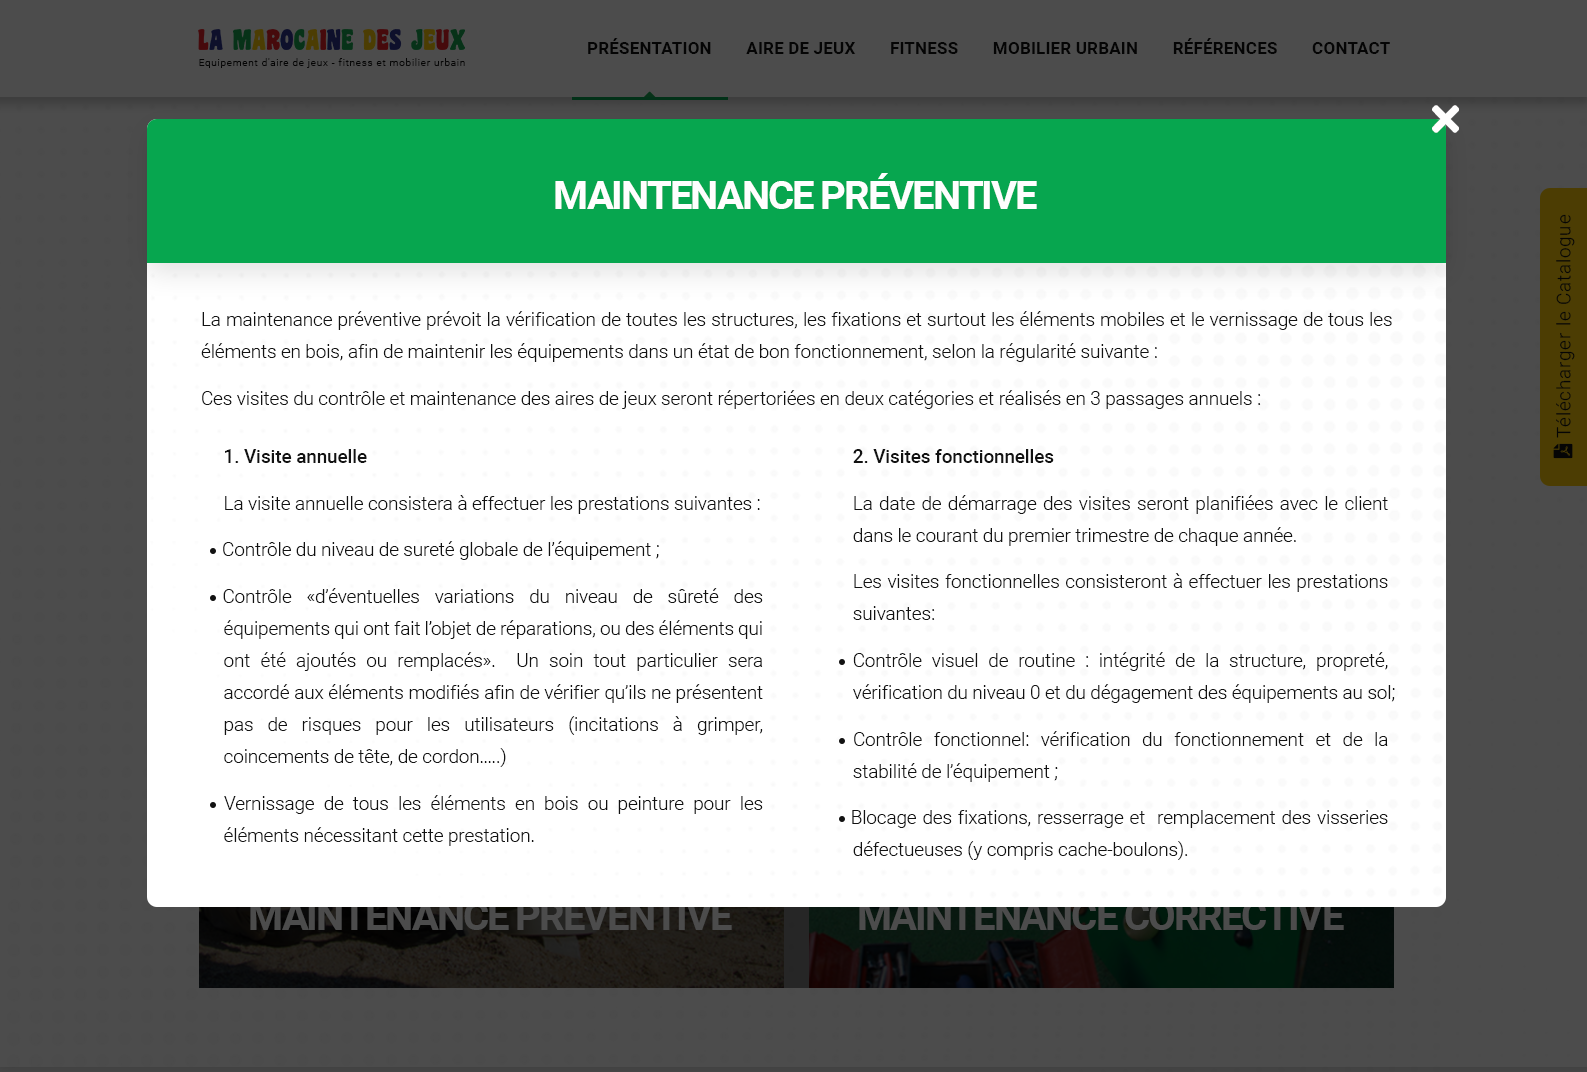 LA MAROCAINE DES JEUX
Equipement d'aire de jeux - fitness et mobilier urbain
PRÉSENTATION
AIRE DE JEUX
FITNESS
MOBILIER URBAIN
RÉFÉRENCES
CONTACT
MAINTENANCE PRÉVENTIVE
Télécharger le Catalogue
La maintenance préventive prévoit la vérification de toutes les structures, les fixations et surtout les éléments mobiles et le vernissage de tous les
éléments en bois, afin de maintenir les équipements dans un état de bon fonctionnement, selon la régularité suivante :
Ces visites du contrôle et maintenance des aires de jeux seront répertoriées en deux catégories et réalisés en 3 passages annuels :
1. Visite annuelle
La visite annuelle consistera à effectuer les prestations suivantes :
• Contrôle du niveau de sureté globale de l’équipement ;
• Contrôle «d’éventuelles variations du niveau de sûreté des
équipements qui ont fait l’objet de réparations, ou des éléments qui
ont été ajoutés ou remplacés».  Un soin tout particulier sera
accordé aux éléments modifiés afin de vérifier qu’ils ne présentent
pas de risques pour les utilisateurs (incitations à grimper,
coincements de tête, de cordon…..)
• Vernissage de tous les éléments en bois ou peinture pour les
éléments nécessitant cette prestation.
2. Visites fonctionnelles
La date de démarrage des visites seront planifiées avec le client
dans le courant du premier trimestre de chaque année.
Les visites fonctionnelles consisteront à effectuer les prestations
suivantes:
• Contrôle visuel de routine : intégrité de la structure, propreté,
vérification du niveau 0 et du dégagement des équipements au sol;
• Contrôle fonctionnel: vérification du fonctionnement et de la
stabilité de l’équipement ;
• Blocage des fixations, resserrage et  remplacement des visseries
défectueuses (y compris cache-boulons).
MAINTENANCE PRÉVENTIVE
MAINTENANCE CORRECTIVE